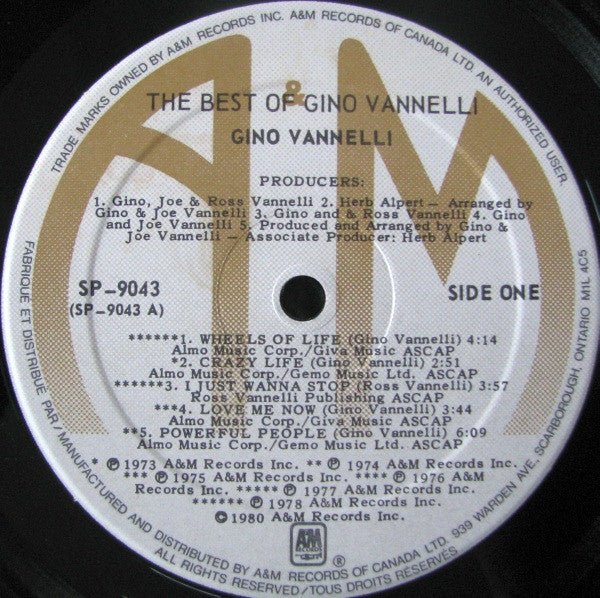 TRADE MARKS OWNED BY A&M RECORDS INC. A&M RECORDS OF CANADA LTD. AN AUTHORIZED USER.
A & M
THE BEST OF GINO VANNELLI
GINO VANNELLI
PRODUCERS:
1. Gino, Joe & Ross Vannelli 2. Herb Alpert — Arranged by
Gino & Joe Vannelli 3. Gino and & Ross Vannelli 4. Gino
and Joe Vannelli 5. Produced and Arranged by Gino &
Joe Vannelli — Associate Producer: Herb Alpert
SP-9043
(SP-9043 A)
SIDE ONE
******1. WHEELS OF LIFE (Gino Vannelli) 4:14
Almo Music Corp./Giva Music ASCAP
*2. CRAZY LIFE (Gino Vannelli) 2:51
Almo Music Corp./Gemo Music Ltd. ASCAP
******3. I JUST WANNA STOP (Ross Vannelli) 3:57
Ross Vannelli Publishing ASCAP
****4. LOVE ME NOW (Gino Vannelli) 3:44
Almo Music Corp./Giva Music ASCAP
**5. POWERFUL PEOPLE (Gino Vannelli) 6:09
Almo Music Corp./Gemo Music Ltd. ASCAP
* ℗ 1973 A&M Records Inc. ** ℗ 1974 A&M Records Inc.
*** ℗ 1975 A&M Records Inc. **** ℗ 1976 A&M
Records Inc. ***** ℗ 1977 A&M Records Inc.
****** ℗ 1978 A&M Records Inc.
© 1980 A&M Records Inc.
A&M
RECORDS
®
FABRIQUE ET DISTRIBUÉ PAR/MANUFACTURED AND DISTRIBUTED BY A&M RECORDS OF CANADA LTD. 939 WARDEN AVE, SCARBOROUGH, ONTARIO M1L 4C5
ALL RIGHTS RESERVED/TOUS DROITS RÉSERVÉS